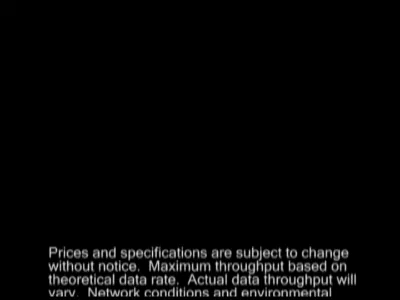 Prices and specifications are subject to change
without notice.  Maximum throughput based on
theoretical data rate.  Actual data throughput will
vary.  Network conditions and environmental